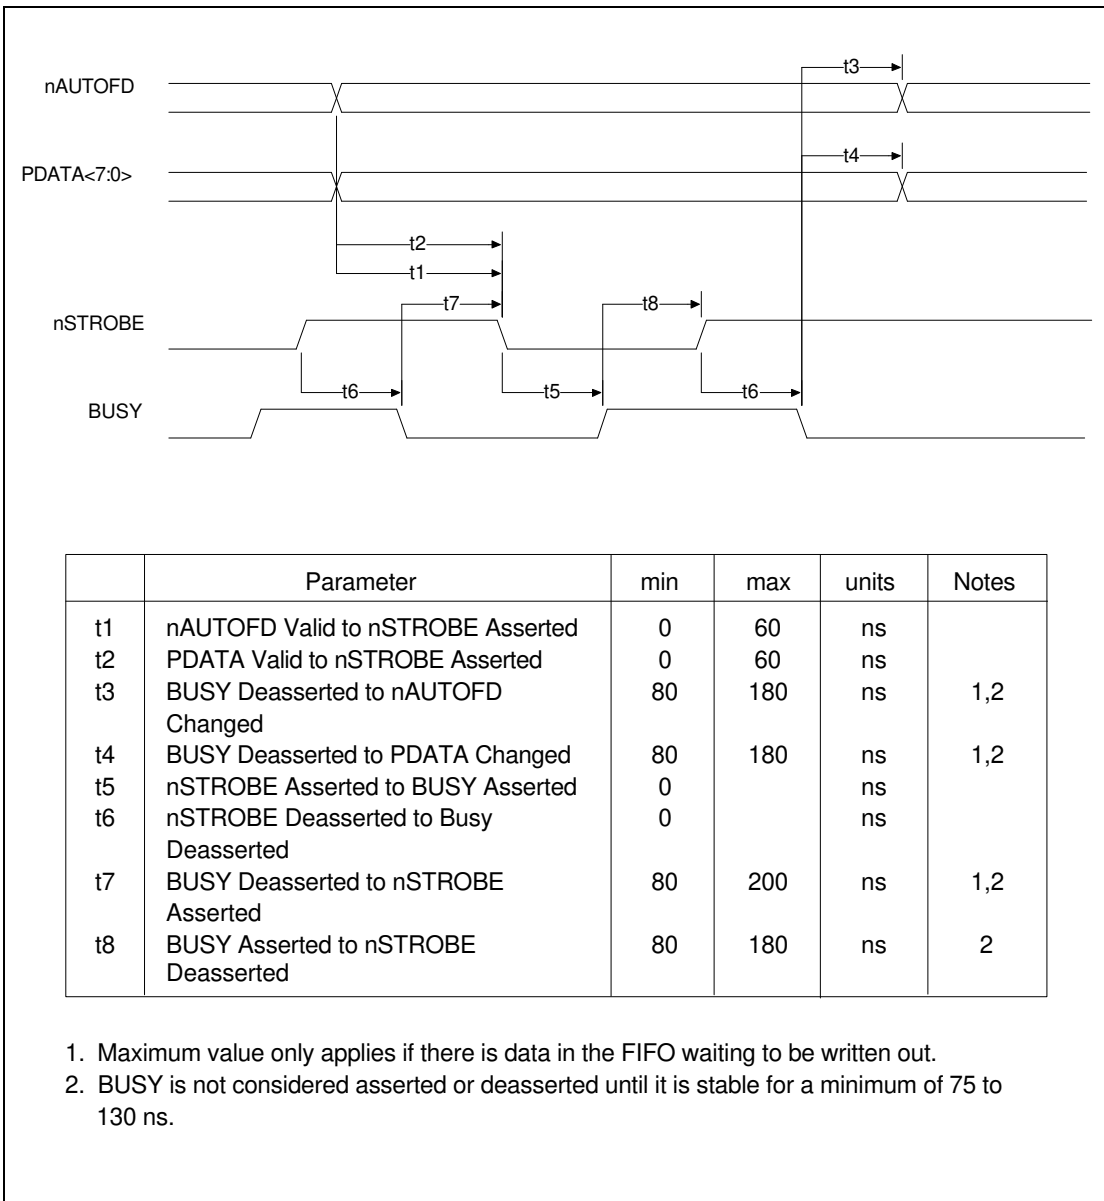 t3
nAUTOFD
t4
PDATA<7:0>
t2
t1
t7
t8
nSTROBE
t6
t5
t6
BUSY
Parameter min max units Notes
t1 nAUTOFD Valid to nSTROBE Asserted 0 60 ns
t2 PDATA Valid to nSTROBE Asserted 0 60 ns
t3 BUSY Deasserted to nAUTOFD 80 180 ns 1,2
Changed
t4 BUSY Deasserted to PDATA Changed 80 180 ns 1,2
t5 nSTROBE Asserted to BUSY Asserted 0 ns
t6 nSTROBE Deasserted to Busy 0 ns
Deasserted
t7 BUSY Deasserted to nSTROBE 80 200 ns 1,2
Asserted
t8 BUSY Asserted to nSTROBE 80 180 ns 2
Deasserted
1. Maximum value only applies if there is data in the FIFO waiting to be written out.
2. BUSY is not considered asserted or deasserted until it is stable for a minimum of 75 to
130 ns.